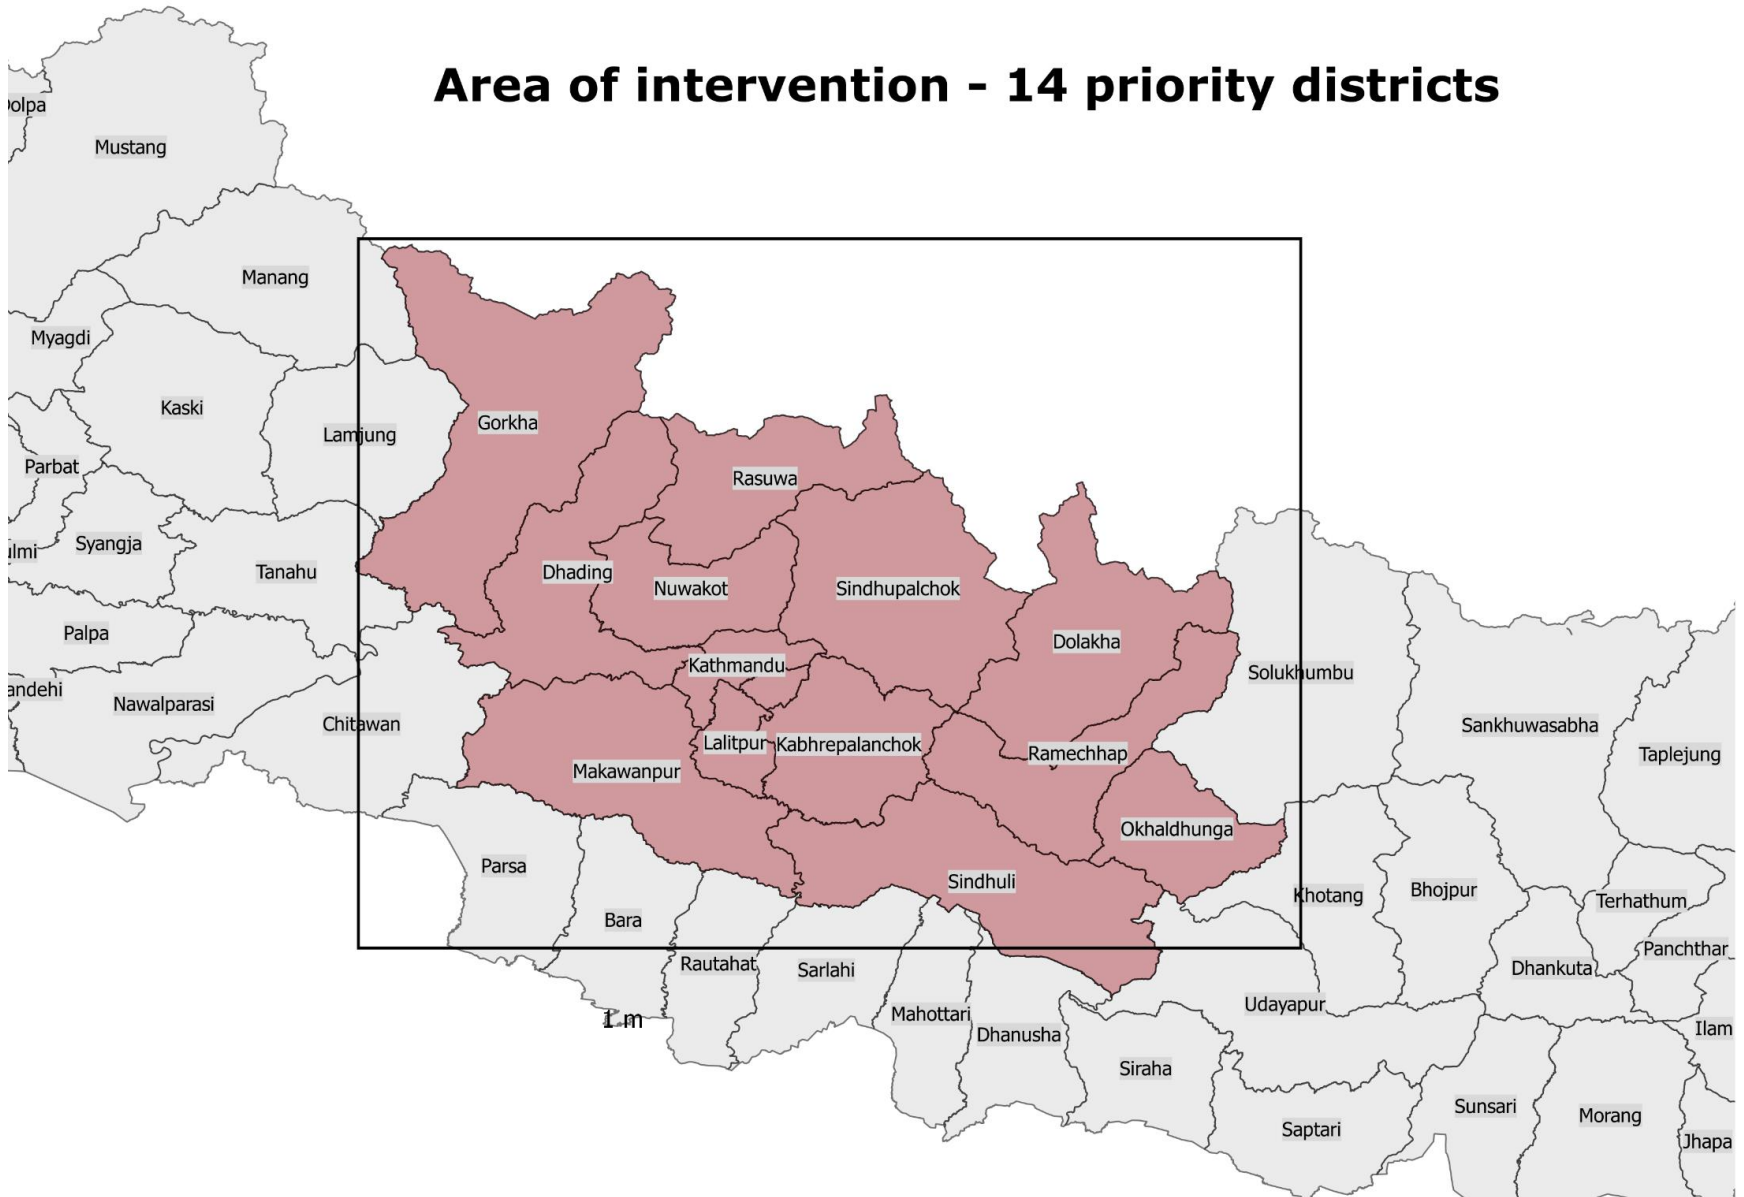 Area of intervention - 14 priority districts
Dolpa
Mustang
Manang
Myagdi
Kaski
Lamjung
Gorkha
Parbat
Rasuwa
Syangja
Tanahu
Dhading
Nuwakot
Sindhupalchok
Palpa
Dolakha
Kathmandu
Solukhumbu
andehi
Nawalparasi
Chitawan
Sankhuwasabha
Lalitpur
Kabhrepalanchok
Ramechhap
Taplejung
Makawanpur
Okhaldhunga
Parsa
Sindhuli
Khotang
Bhojpur
Terhathum
Bara
Panchthar
Rautahat
Sarlahi
Dhankuta
Udayapur
Mahottari
1 m
Dhanusha
Ilam
Siraha
Sunsari
Morang
Saptari
Jhapa
ulmi